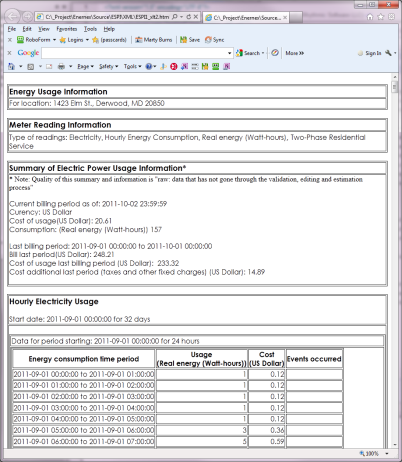 C:\_Project\Enernex\Source\ESPI\XML\ESPI_xl2.htm
C:\_Project\Enernex\Source...
File Edit View Favorites Tools Help
RoboForm Logins (passcards) Marty Burns Save Sync
Google Search More >> Sign In
Page Safety Tools
Energy Usage Information
For location: 1423 Elm St., Derwood, MD 20850
Meter Reading Information
Type of readings: Electricity, Hourly Energy Consumption, Real energy (Watt-hours), Two-Phase Residential
Service
Summary of Electric Power Usage Information*
* Note: Quality of this summary and information is "raw: data that has not gone through the validation, editing and estimation
process"
Current billing period as of: 2011-10-02 23:59:59
Curency: US Dollar
Cost of usage(US Dollar): 20.61
Consumption: (Real energy (Watt-hours)) 157
Last billing period: 2011-09-01 00:00:00 to 2011-10-01 00:00:00
Bill last period(US Dollar): 248.21
Cost of usage last billing period (US Dollar): 233.32
Cost additional last period (taxes and other fixed charges) (US Dollar): 14.89
Hourly Electricity Usage
Start date: 2011-09-01 00:00:00 for 32 days
Data for period starting: 2011-09-01 00:00:00 for 24 hours
Energy consumption time period Usage (Real energy (Watt-hours)) Cost (US Dollar) Events occurred
2011-09-01 00:00:00 to 2011-09-01 01:00:00 1 0.12
2011-09-01 01:00:00 to 2011-09-01 02:00:00 1 0.12
2011-09-01 02:00:00 to 2011-09-01 03:00:00 1 0.12
2011-09-01 03:00:00 to 2011-09-01 04:00:00 1 0.12
2011-09-01 04:00:00 to 2011-09-01 05:00:00 1 0.12
2011-09-01 05:00:00 to 2011-09-01 06:00:00 3 0.36
2011-09-01 06:00:00 to 2011-09-01 07:00:00 5 0.59
100%